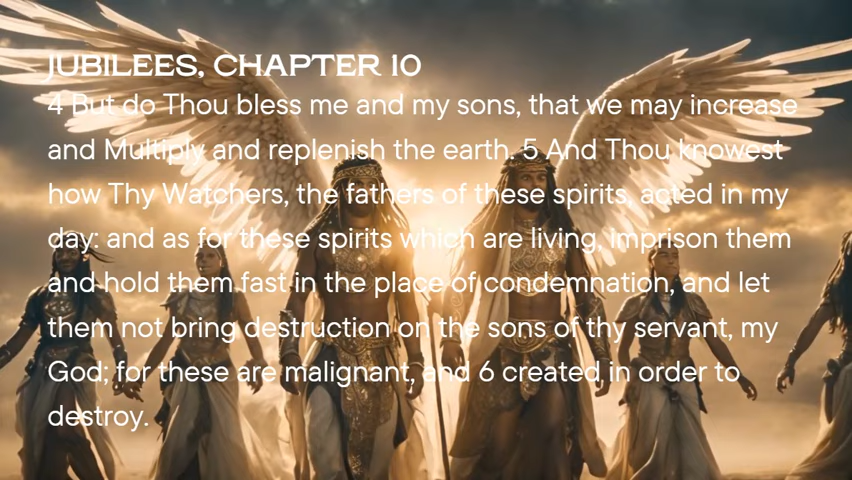 JUBILEES, CHAPTER 10
4 But do Thou bless me and my sons, that we may increase
and Multiply and replenish the earth. 5 And Thou knowest
how Thy Watchers, the fathers of these spirits, acted in my
day: and as for these spirits which are living, imprison them
and hold them fast in the place of condemnation, and let
them not bring destruction on the sons of thy servant, my
God; for these are malignant, and 6 created in order to
destroy.